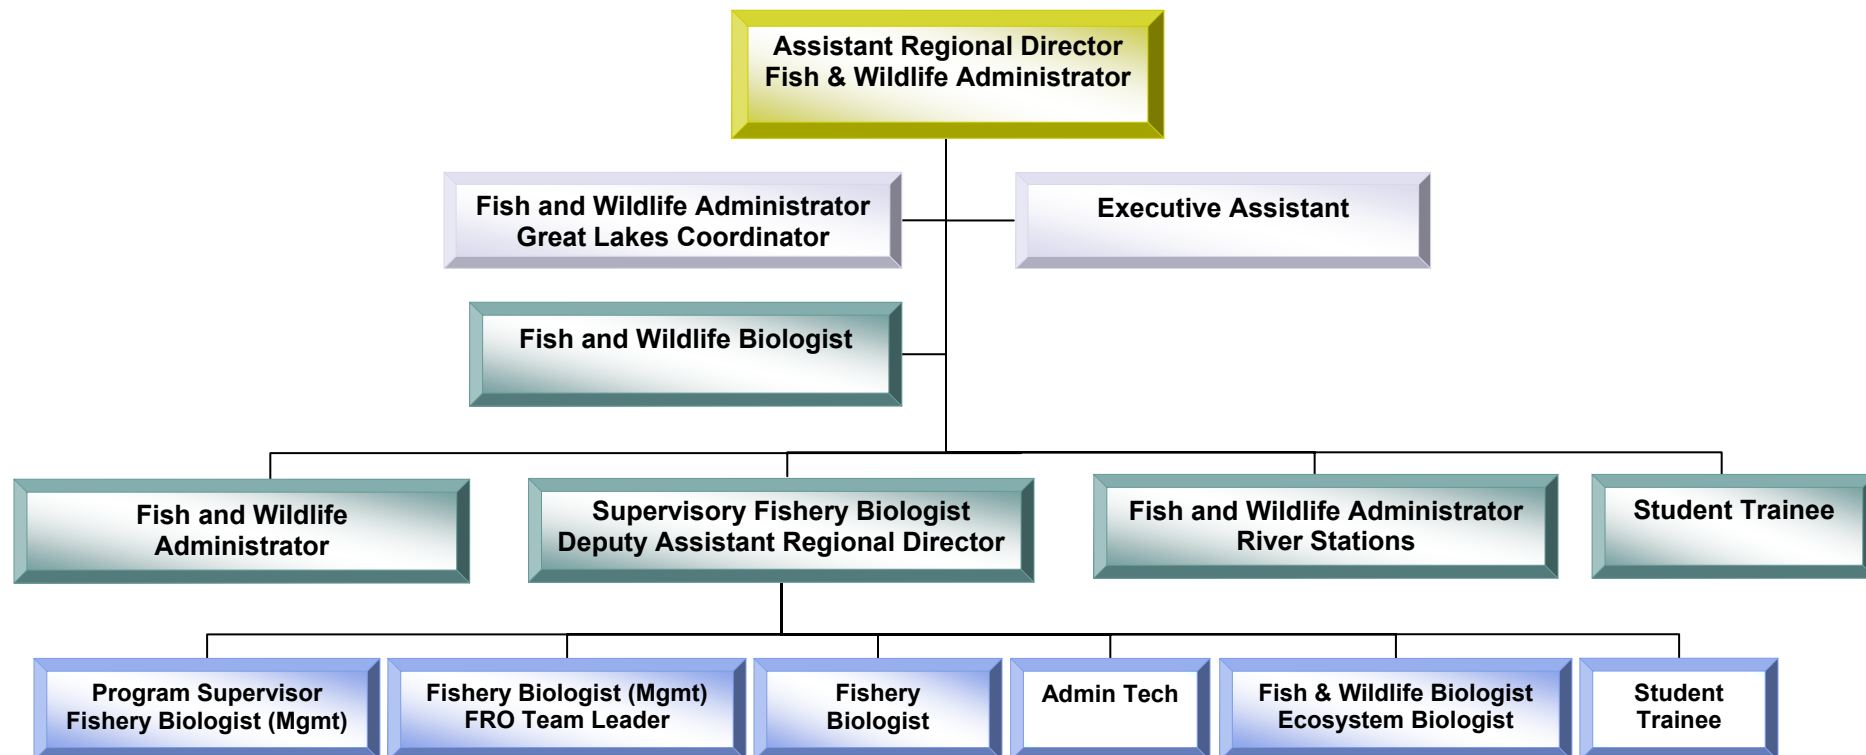 Assistant Regional Director
Fish & Wildlife Administrator
Fish and Wildlife Administrator
Great Lakes Coordinator
Executive Assistant
Fish and Wildlife Biologist
Fish and Wildlife
Administrator
Supervisory Fishery Biologist
Deputy Assistant Regional Director
Fish and Wildlife Administrator
River Stations
Student Trainee
Program Supervisor
Fishery Biologist (Mgmt)
Fishery Biologist (Mgmt)
FRO Team Leader
Fishery
Biologist
Admin Tech
Fish & Wildlife Biologist
Ecosystem Biologist
Student
Trainee